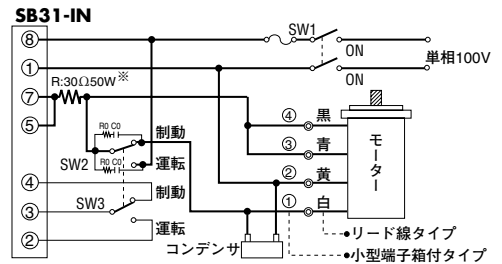 SB31-IN
⑧
SW1
ON
単相100V
①
ON
R:30Ω50W※
⑦
④ 黒
⑤
R0 C0
制動
③ 青
モーター
SW2
R0 C0
運転
② 黄
④
制動
① 白
③
SW3
運転
リード線タイプ
②
コンデンサ
小型端子箱付タイプ